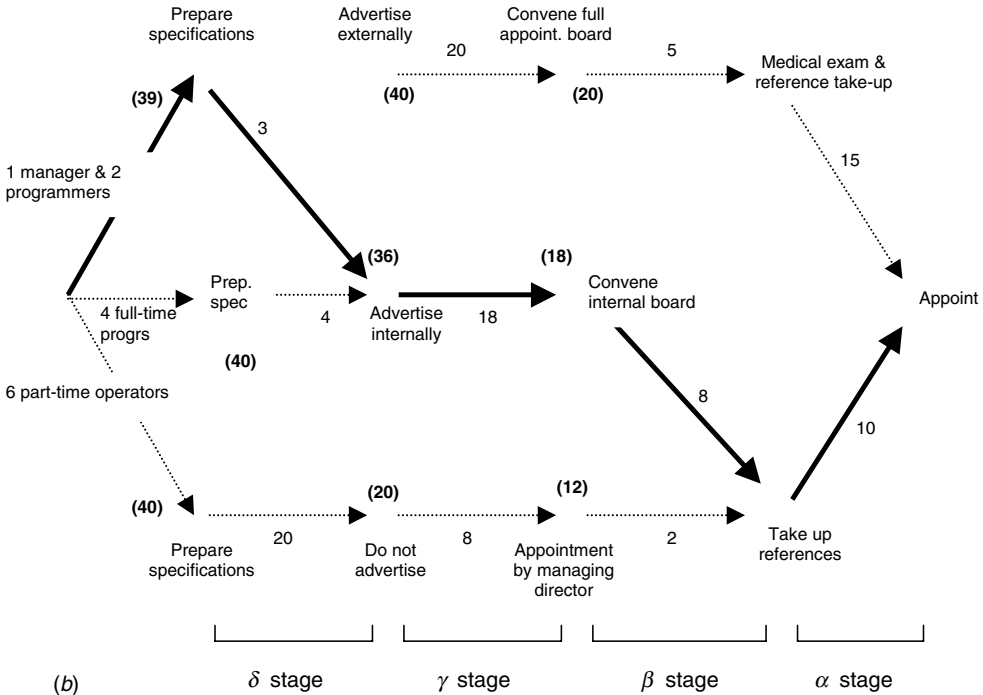 Prepare
specifications
Advertise
externally
Convene full
appoint. board
20
5
Medical exam &
reference take-up
(39)
(40)
(20)
3
15
1 manager & 2
programmers
(36)
(18)
Prep.
spec
Convene
internal board
Appoint
4 full-time
progrs
4
Advertise
internally
18
(40)
6 part-time operators
8
10
(40)
(20)
(12)
20
8
2
Prepare
specifications
Do not
advertise
Appointment
by managing
director
Take up
references
(b)
δ stage
γ stage
β stage
α stage